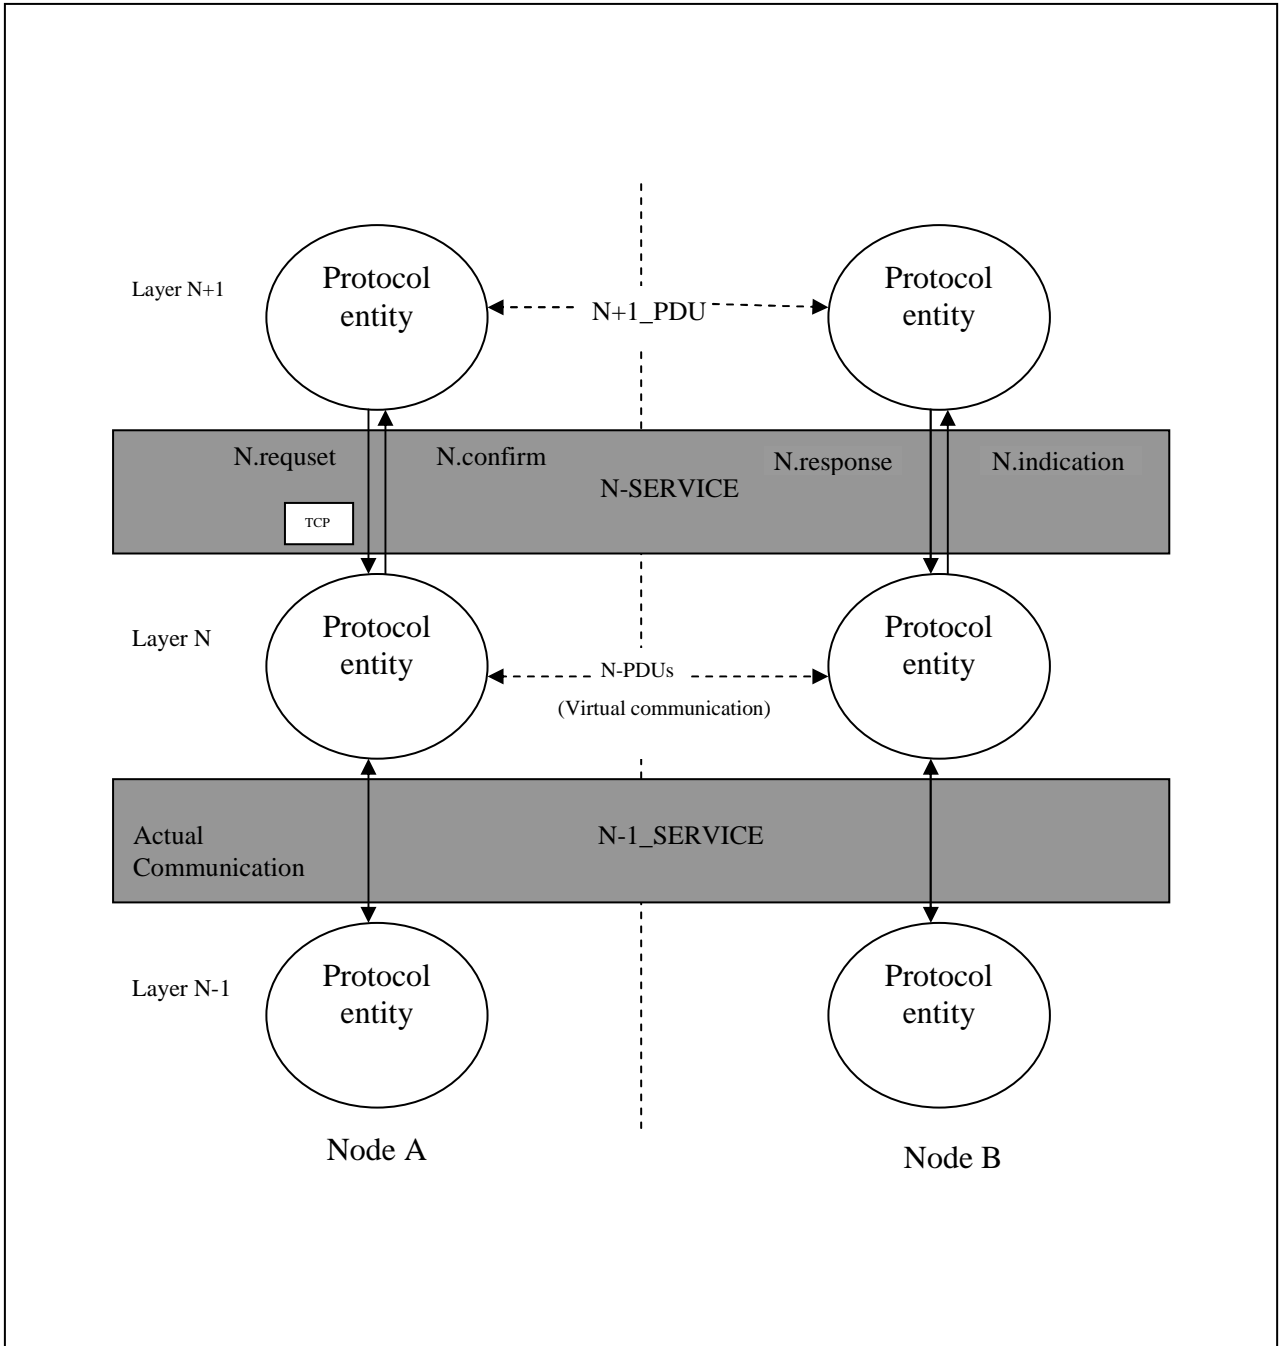 Protocol
entity
Protocol
entity
Layer N+1
N+1_PDU
N.requset
N.confirm
N.response
N.indication
N-SERVICE
TCP
Protocol
entity
Protocol
entity
Layer N
N-PDUs
(Virtual communication)
Actual
Communication
N-1_SERVICE
Protocol
entity
Protocol
entity
Layer N-1
Node A
Node B